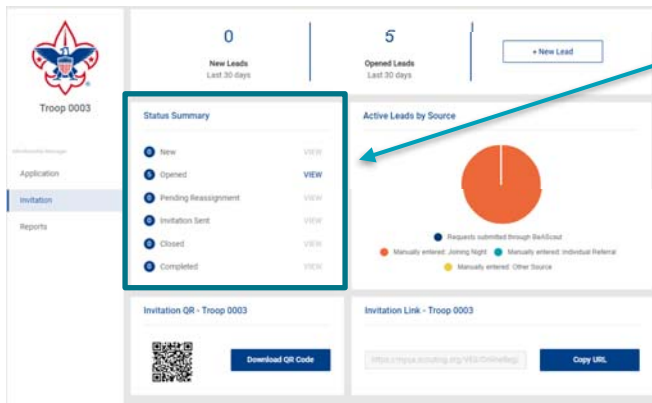 0
New Leads
Last 30 days
5
Opened Leads
Last 30 days
+ New Lead
Troop 0003
Application
Invitation
Reports
Status Summary
0 New VIEW
5 Opened VIEW
0 Pending Reassignment VIEW
0 Invitation Sent VIEW
0 Closed VIEW
0 Completed VIEW
Active Leads by Source
Requests submitted through BeAScout
Manually entered: Joining Night Manually entered: Individual Referral
Manually entered: Other Source
Invitation QR - Troop 0003
Download QR Code
Invitation Link - Troop 0003
Copy URL